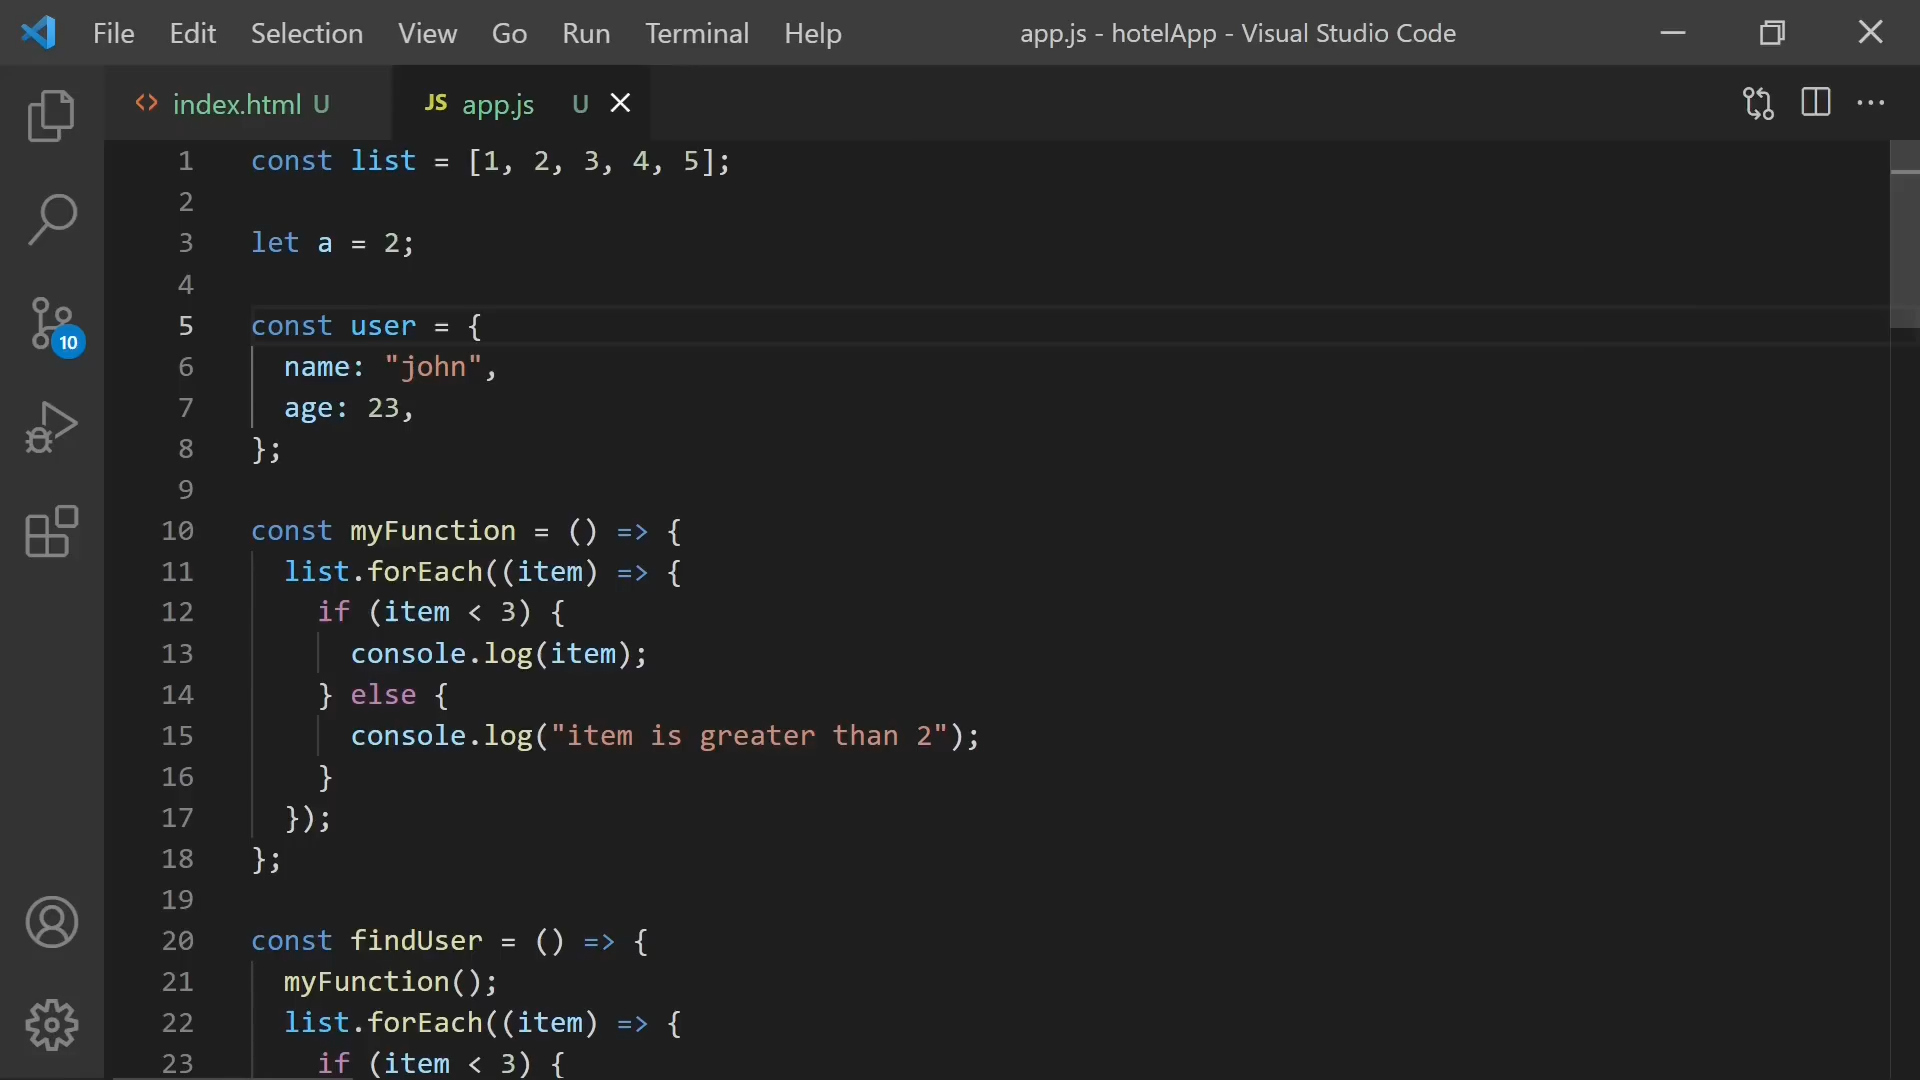 File Edit Selection View Go Run Terminal Help app.js - hotelApp - Visual Studio Code
index.html U JS app.js U
1 const list = [1, 2, 3, 4, 5];
2
3 let a = 2;
4
5 const user = {
6 name: "john",
7 age: 23,
8 };
9
10 const myFunction = () => {
11 list.forEach((item) => {
12 if (item < 3) {
13 console.log(item);
14 } else {
15 console.log("item is greater than 2");
16 }
17 });
18 };
19
20 const findUser = () => {
21 myFunction();
22 list.forEach((item) => {
23 if (item < 3) {
10